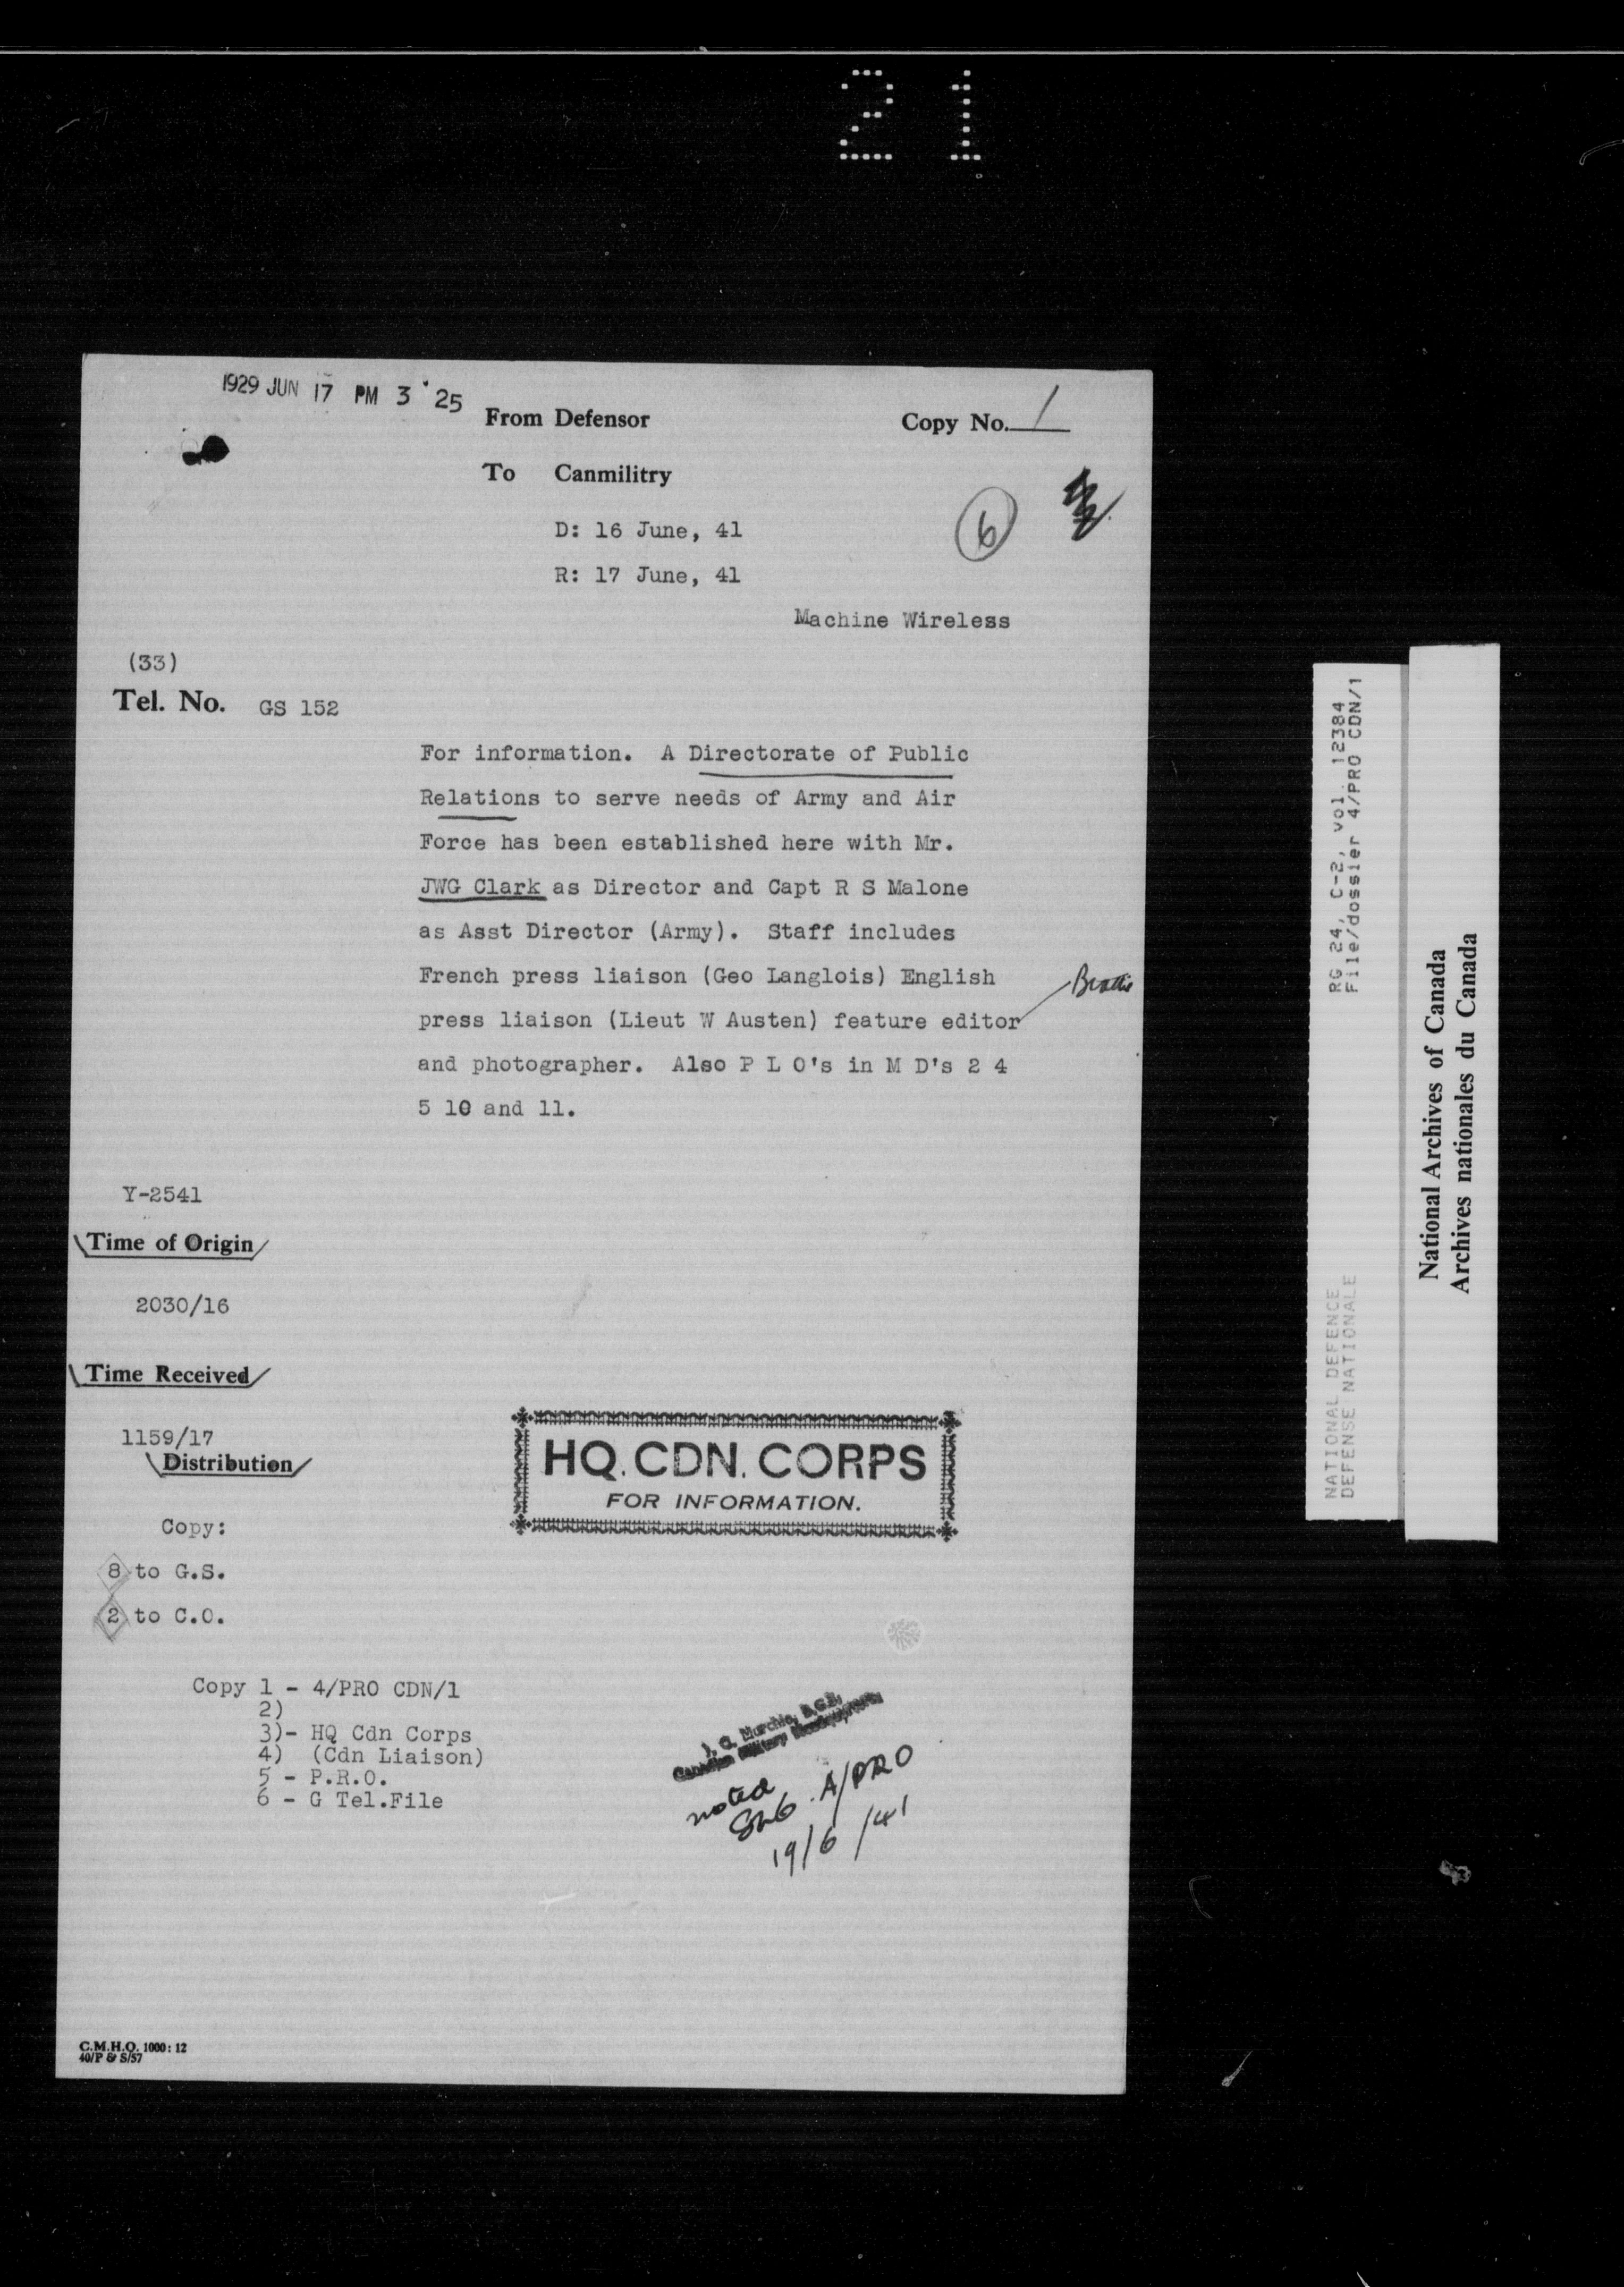 21
1929 JUN 17 PM 3 25
From Defensor
Copy No. 1
To Canmilitry
D: 16 June, 41
6
R: 17 June, 41
Machine Wireless
(33)
Tel. No. GS 152
For information. A Directorate of Public
Relations to serve needs of Army and Air
Force has been established here with Mr.
JWG Clark as Director and Capt R S Malone
as Asst Director (Army). Staff includes
French press liaison (Geo Langlois) English
press liaison (Lieut W Austen) feature editor
and photographer. Also P L O's in M D's 2 4
5 10 and 11.
Y-2541
Time of Origin
2030/16
Time Received
1159/17
Distribution
HQ. CDN. CORPS
FOR INFORMATION.
Copy:
8 to G.S.
2 to C.O.
Copy 1 - 4/PRO CDN/1
2)
3)- HQ Cdn Corps
4) (Cdn Liaison)
5 - P.R.O.
6 - G Tel.File
Murchie, B.G.S,
Canadian Military Headquarters
noted
A/PRO
19/6/41
C.M.H.Q. 1000: 12
40/P & S/57
RG 24, C-2, vol. 12384
File/dossier 4/PRO CDN/1
NATIONAL DEFENCE
DEFENSE NATIONALE
National Archives of Canada
Archives nationales du Canada